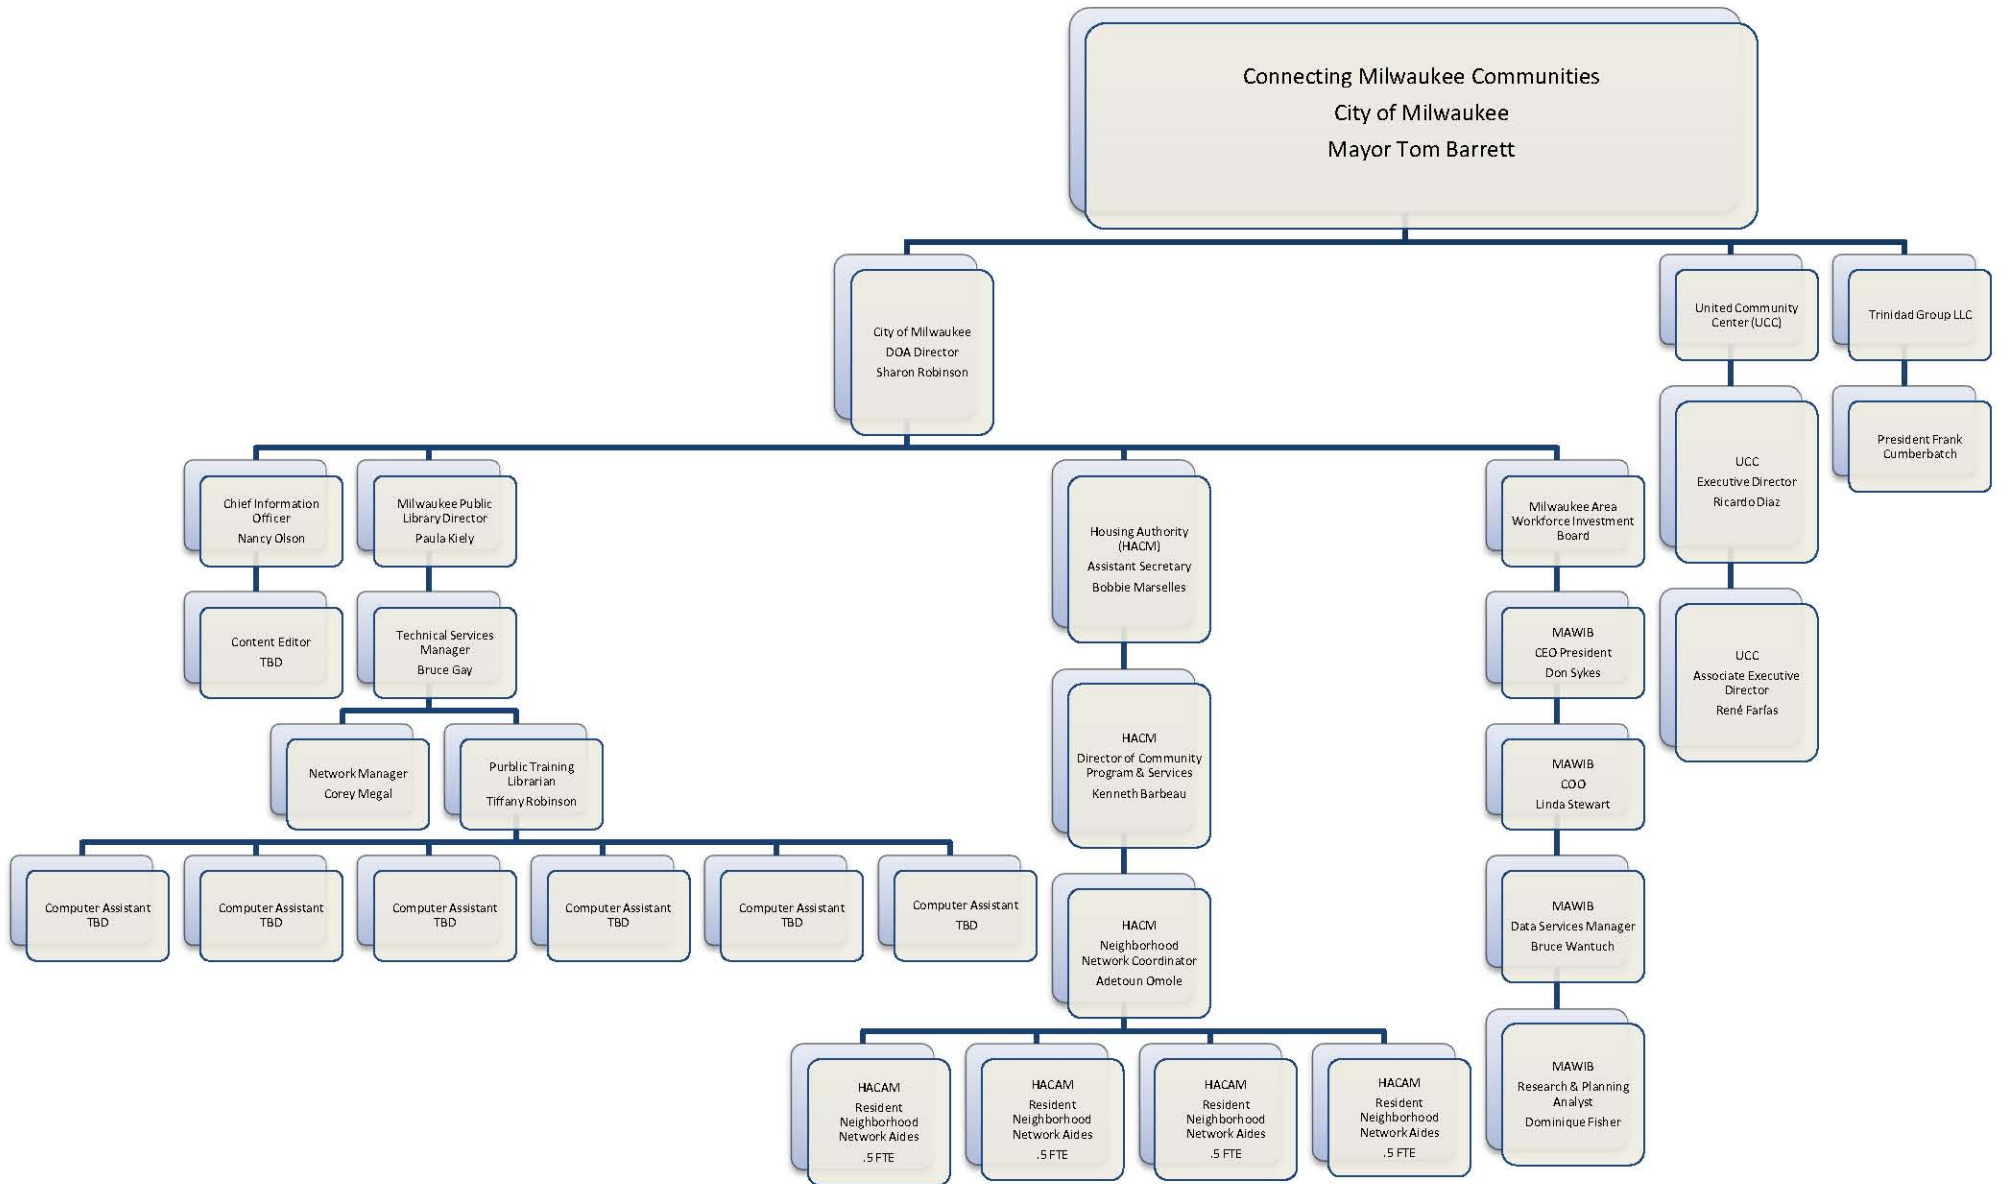 Connecting Milwaukee Communities
City of Milwaukee
Mayor Tom Barrett
City of Milwaukee
DOA Director
Sharon Robinson
United Community
Center (UCC)
Trinidad Group LLC
UCC
Executive Director
Ricardo Diaz
President Frank
Cumberbatch
UCC
Associate Executive
Director
René Farías
Chief Information
Officer
Nancy Olson
Milwaukee Public
Library Director
Paula Kiely
Housing Authority
(HACM)
Assistant Secretary
Bobbie Marselles
Milwaukee Area
Workforce Investment
Board
Content Editor
TBD
Technical Services
Manager
Bruce Gay
Network Manager
Corey Megal
Purblic Training
Librarian
Tiffany Robinson
Computer Assistant
TBD
Computer Assistant
TBD
Computer Assistant
TBD
Computer Assistant
TBD
Computer Assistant
TBD
Computer Assistant
TBD
HACM
Director of Community
Program & Services
Kenneth Barbeau
HACM
Neighborhood
Network Coordinator
Adetoun Omole
HACAM
Resident
Neighborhood
Network Aides
.5 FTE
HACAM
Resident
Neighborhood
Network Aides
.5 FTE
HACAM
Resident
Neighborhood
Network Aides
.5 FTE
HACAM
Resident
Neighborhood
Network Aides
.5 FTE
MAWIB
CEO President
Don Sykes
MAWIB
COO
Linda Stewart
MAWIB
Data Services Manager
Bruce Wantuch
MAWIB
Research & Planning
Analyst
Dominique Fisher